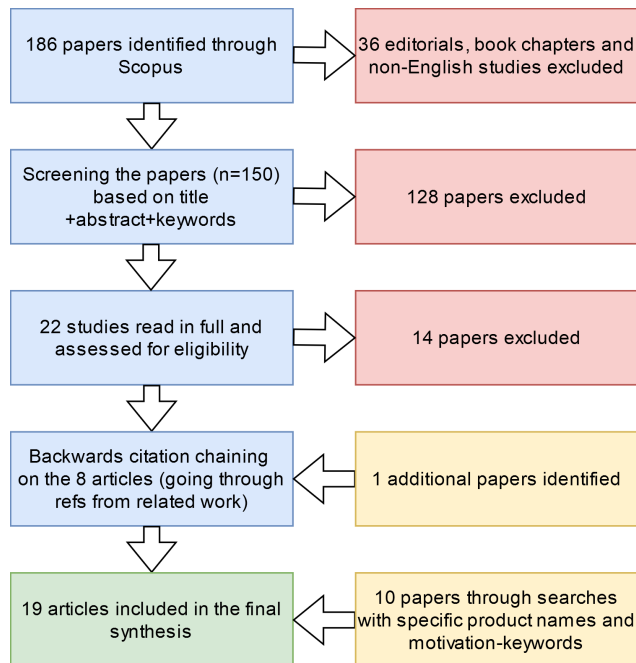 186 papers identified through
Scopus
36 editorials, book chapters and
non-English studies excluded
Screening the papers (n=150)
based on title
+abstract+keywords
128 papers excluded
22 studies read in full and
assessed for eligibility
14 papers excluded
Backwards citation chaining
on the 8 articles (going through
refs from related work)
1 additional papers identified
19 articles included in the final
synthesis
10 papers through searches
with specific product names and
motivation-keywords